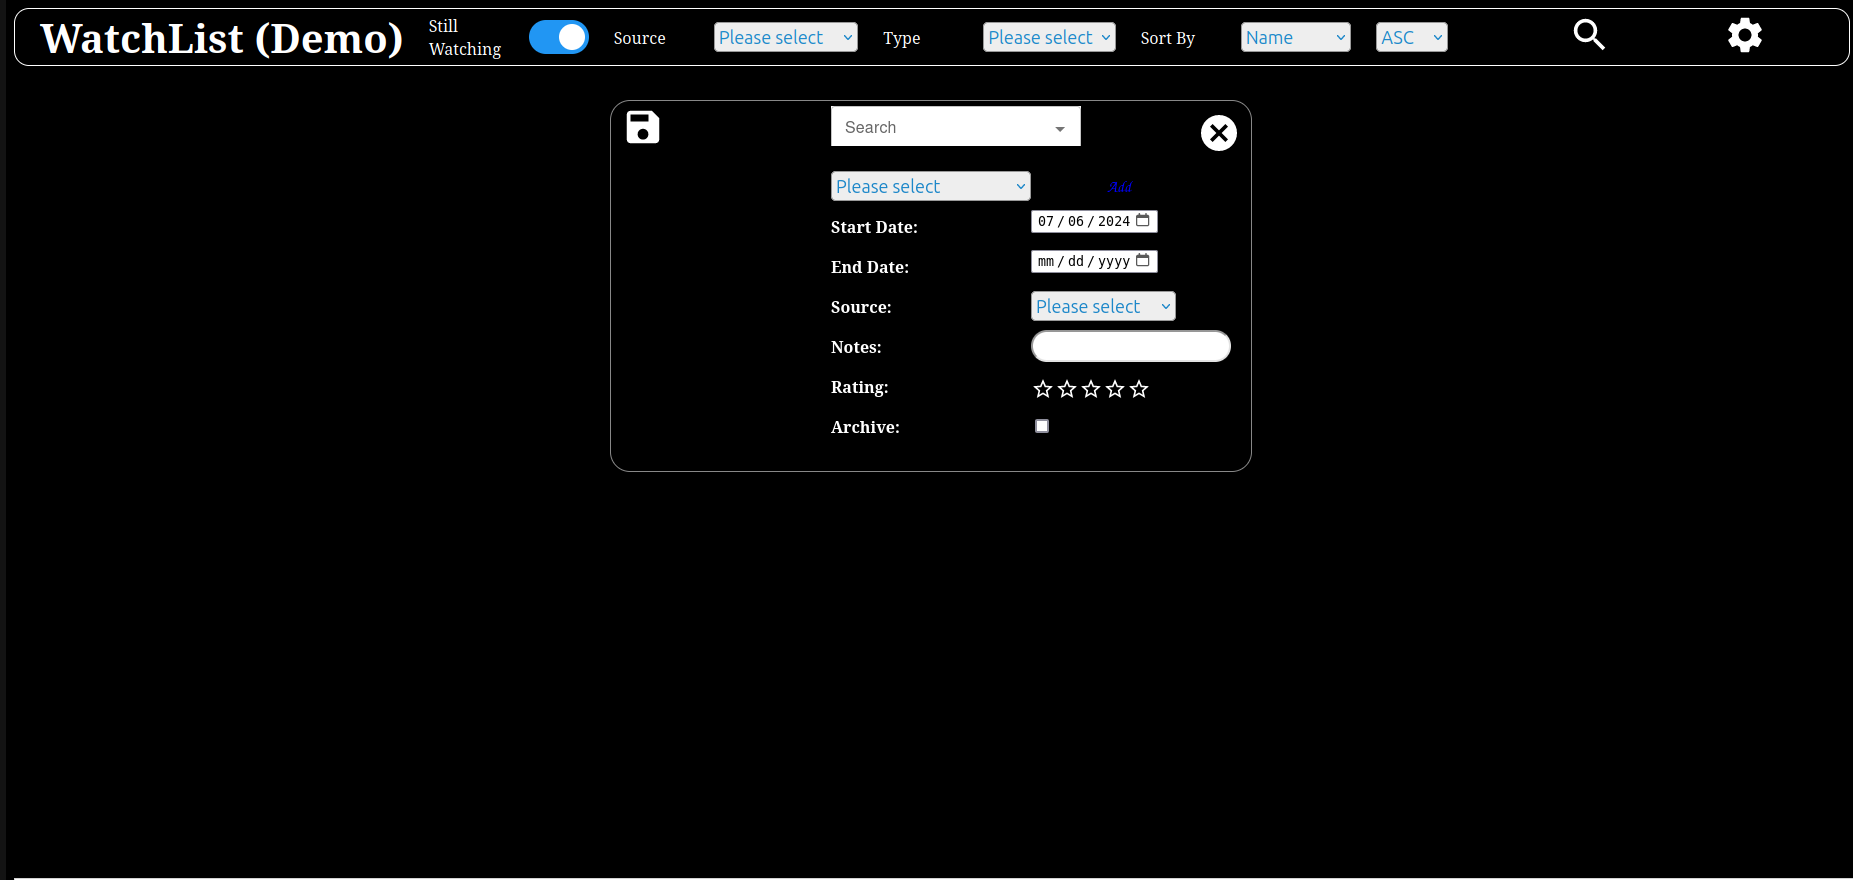 WatchList (Demo)
Still
Watching
Source
Please select
Type
Please select
Sort By
Name
ASC
Search
Please select
Add
Start Date:
07/06/2024
End Date:
mm/dd/yyyy
Source:
Please select
Notes:
Rating:
Archive: